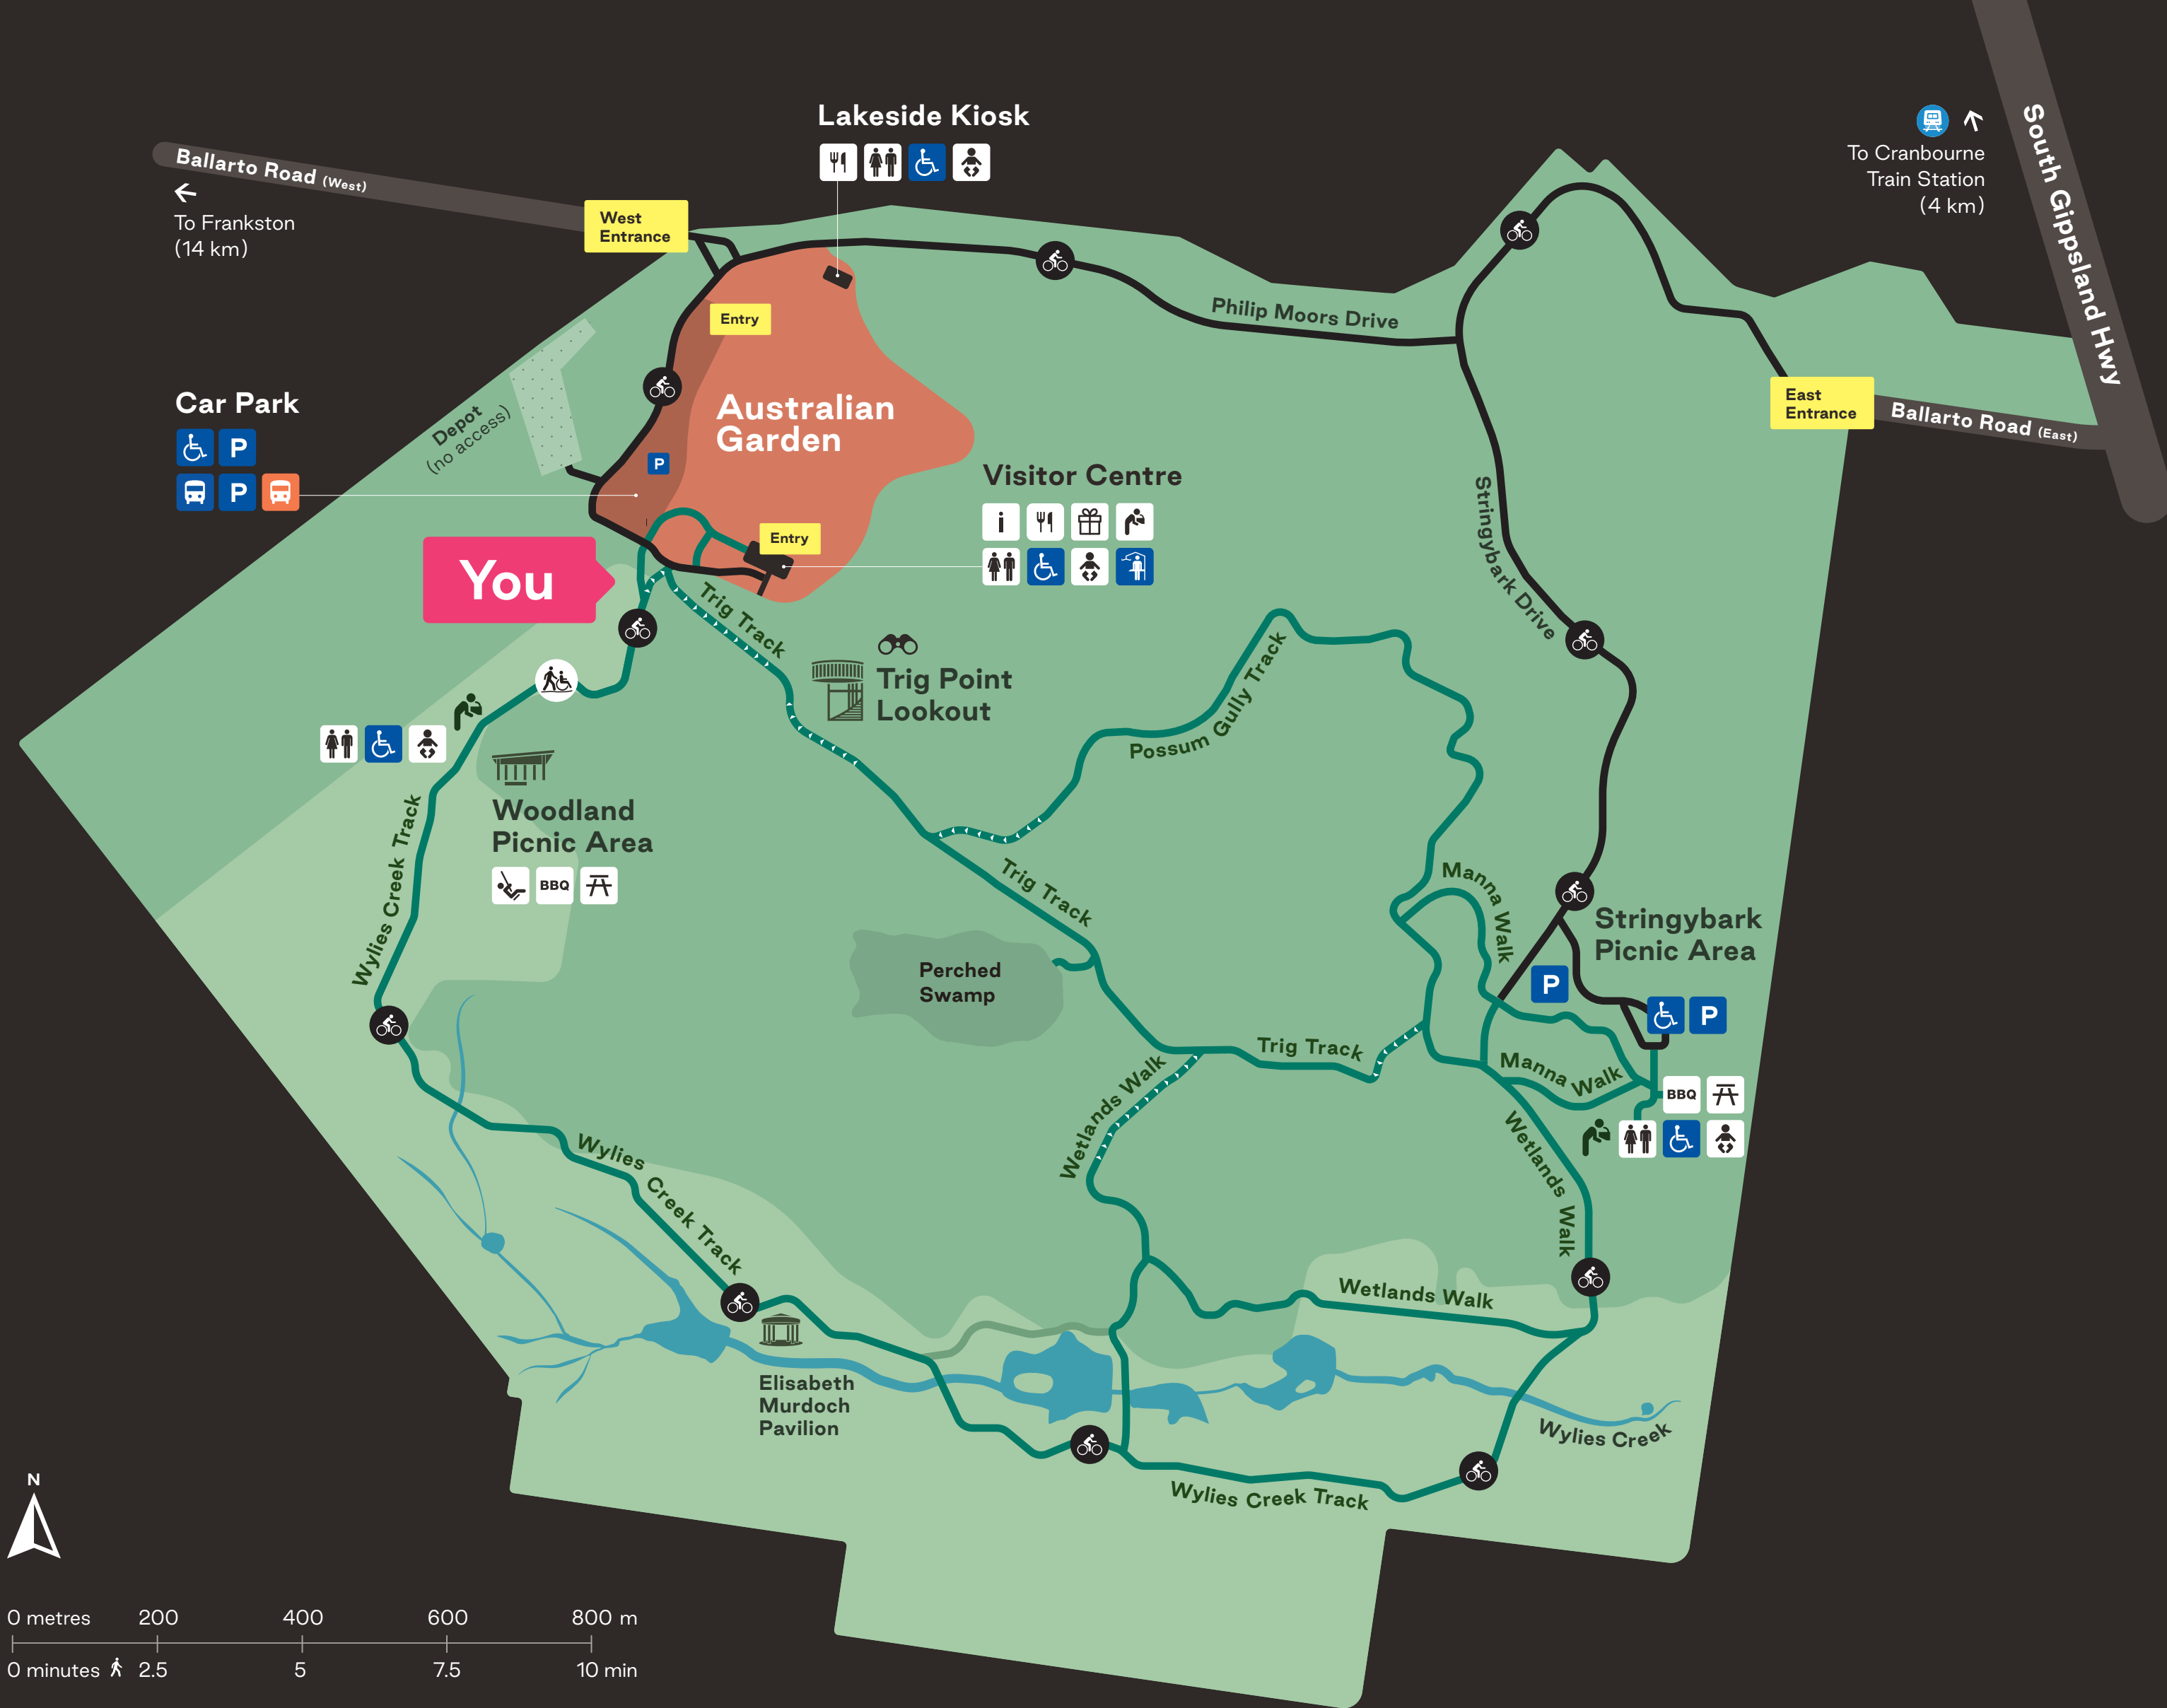 Lakeside Kiosk
South Gippsland Hwy
To Cranbourne
Train Station
(4 km)
Ballarto Road (West)
To Frankston
(14 km)
West
Entrance
Entry
Philip Moors Drive
East
Entrance
Ballarto Road (East)
Car Park
P
P
Depot
(no access)
Australian
Garden
P
Visitor Centre
i
Entry
Stringybark Drive
You
Trig Track
Trig Point
Lookout
Possum Gully Track
Woodland
Picnic Area
BBQ
Wylies Creek Track
Trig Track
Manna Walk
Stringybark
Picnic Area
P
P
Perched
Swamp
Trig Track
Manna Walk
BBQ
Wetlands Walk
Wetlands Walk
Wylies Creek Track
Wetlands Walk
Elisabeth
Murdoch
Pavilion
Wylies Creek
Wylies Creek Track
N
0 metres 200 400 600 800 m
0 minutes 2.5 5 7.5 10 min